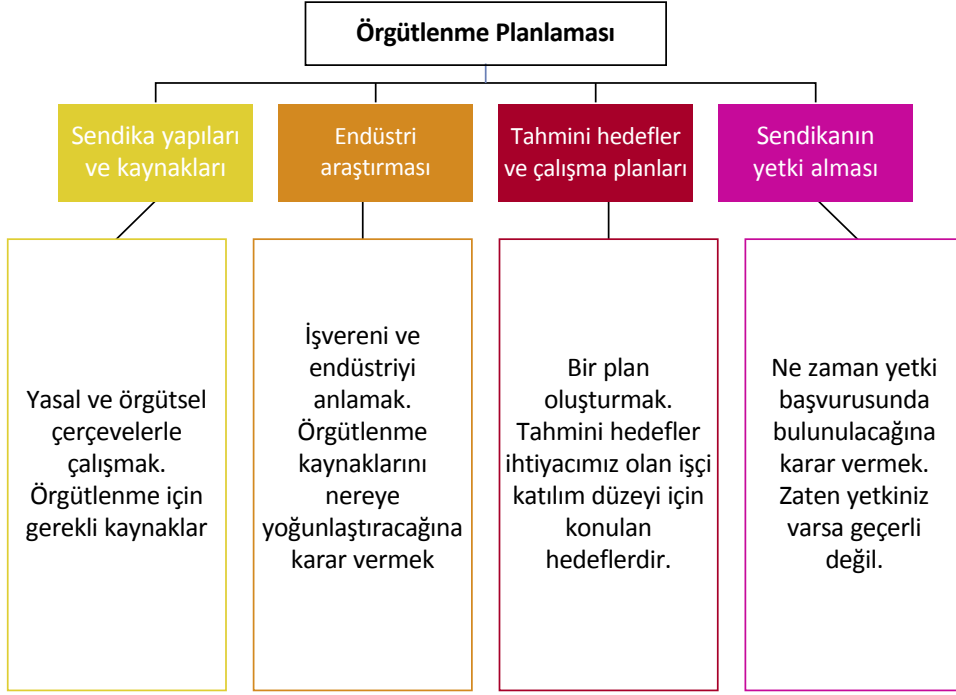 Örgütlenme Planlaması
Sendika yapıları
ve kaynakları
Endüstri
araştırması
Tahmini hedefler
ve çalışma planları
Sendikanın
yetki alması
Yasal ve örgütsel
çerçevelerle
çalışmak.
Örgütlenme için
gerekli kaynaklar
İşvereni ve
endüstriyi
anlamak.
Örgütlenme
kaynaklarını
nereye
yoğunlaştıracağına
karar vermek
Bir plan
oluşturmak.
Tahmini hedefler
ihtiyacımız olan işçi
katılım düzeyi için
konulan
hedeflerdir.
Ne zaman yetki
başvurusunda
bulunulacağına
karar vermek.
Zaten yetkiniz
varsa geçerli
değil.